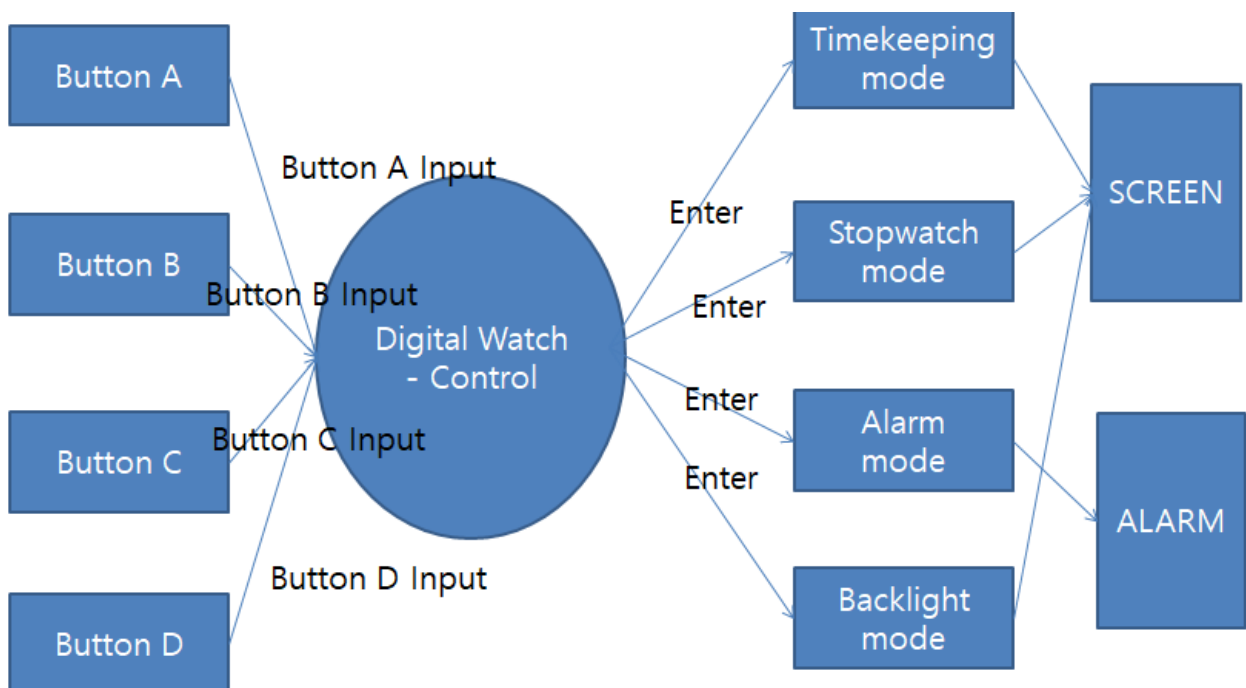 Button A
Button B
Button C
Button D
Button A Input
Button B Input
Button C Input
Button D Input
Digital Watch
- Control
Enter
Enter
Enter
Enter
Timekeeping
mode
Stopwatch
mode
Alarm
mode
Backlight
mode
SCREEN
ALARM